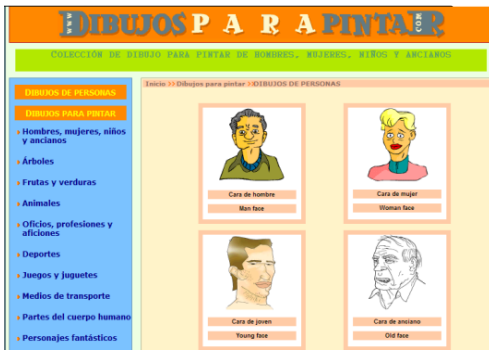 WWW DIBUJOS PARA PINTAR COM
COLECCIÓN DE DIBUJO PARA PINTAR DE HOMBRES, MUJERES, NIÑOS Y ANCIANOS
DIBUJOS DE PERSONAS
DIBUJOS PARA PINTAR
Hombres, mujeres, niños
y ancianos
Árboles
Frutas y verduras
Animales
Oficios, profesiones y
aficiones
Deportes
Juegos y juguetes
Medios de transporte
Partes del cuerpo humano
Personajes fantásticos
Inicio >> Dibujos para pintar >>DIBUJOS DE PERSONAS
Cara de hombre
Man face
Cara de mujer
Woman face
Cara de joven
Young face
Cara de anciano
Old face